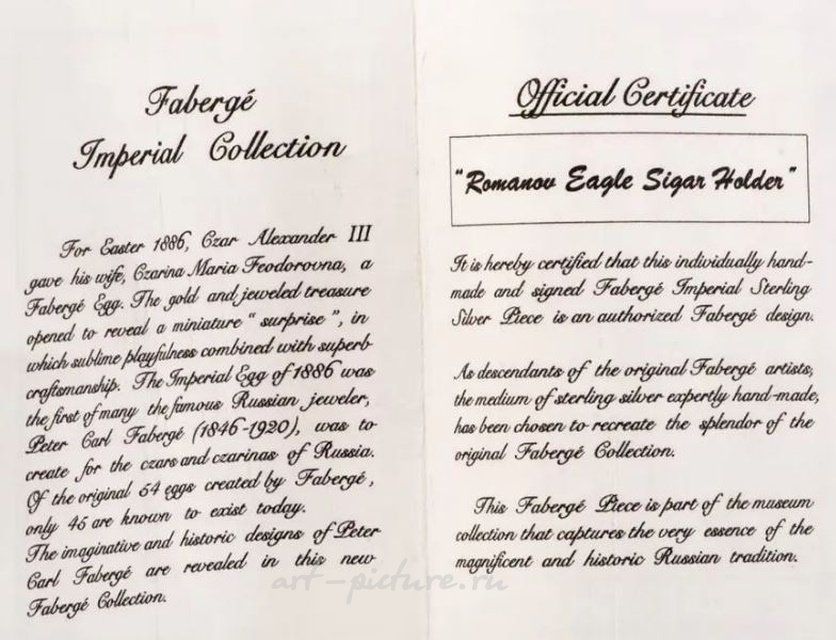 Fabergé
Imperial Collection
For Easter 1886, Czar Alexander III
gave his wife, Czarina Maria Feodorovna, a
Fabergé Egg. The gold and jeweled treasure
opened to reveal a miniature " surprise ", in
which sublime playfulness combined with superb
craftsmanship. The Imperial Egg of 1886 was
the first of many the famous Russian jeweler,
Peter Carl Fabergé (1846-1920), was to
create for the czars and czarinas of Russia.
Of the original 54 eggs created by Fabergé,
only 45 are known to exist today.
The imaginative and historic designs of Peter
Carl Fabergé are revealed in this new
Fabergé Collection.
Official Certificate
"Romanov Eagle Sigar Holder"
It is hereby certified that this individually hand-
made and signed Fabergé Imperial Sterling
Silver Piece is an authorized Fabergé design.
As descendants of the original Fabergé artists,
the medium of sterling silver expertly hand-made,
has been chosen to recreate the splendor of the
original Fabergé Collection.
This Fabergé Piece is part of the museum
collection that captures the very essence of the
magnificent and historic Russian tradition.
art-picture.ru